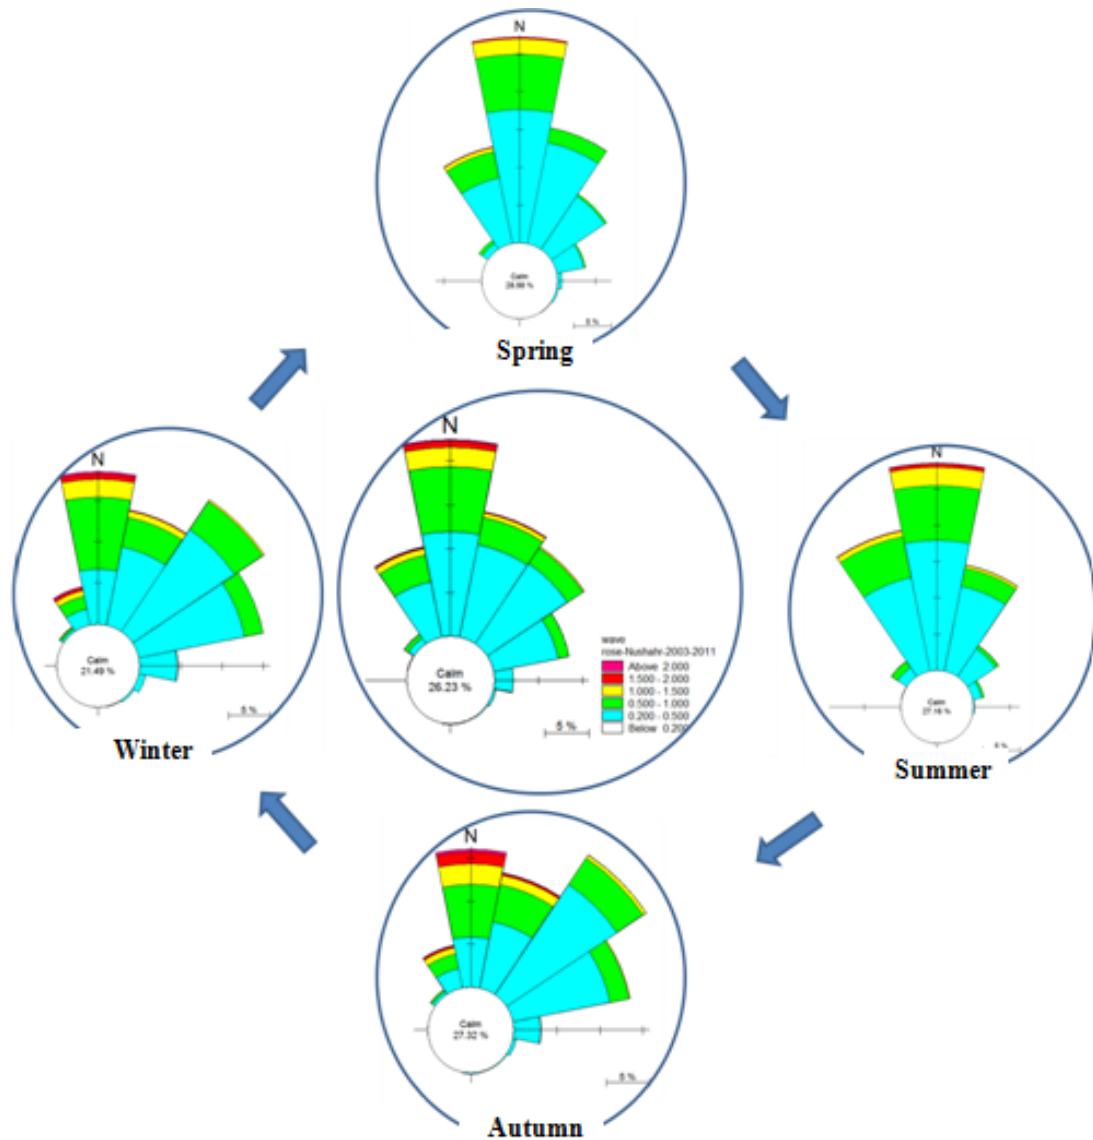 N
Calm
28.98 %
5 %
Spring
N
Calm
21.49 %
5 %
Winter
N
Calm
26.23 %
5 %
wave
rose-Nushahr-2003-2011
Above 2.000
1.500 - 2.000
1.000 - 1.500
0.500 - 1.000
0.200 - 0.500
Below 0.200
N
Calm
27.16 %
5 %
Summer
N
Calm
27.32 %
5 %
Autumn